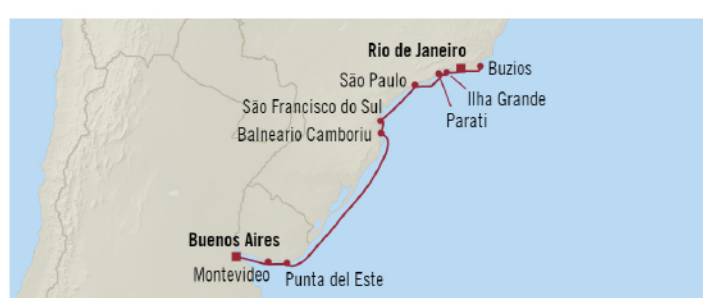 Rio de Janeiro
Buzios
São Paulo
Ilha Grande
São Francisco do Sul
Parati
Balneario Camboriu
Buenos Aires
Montevideo
Punta del Este